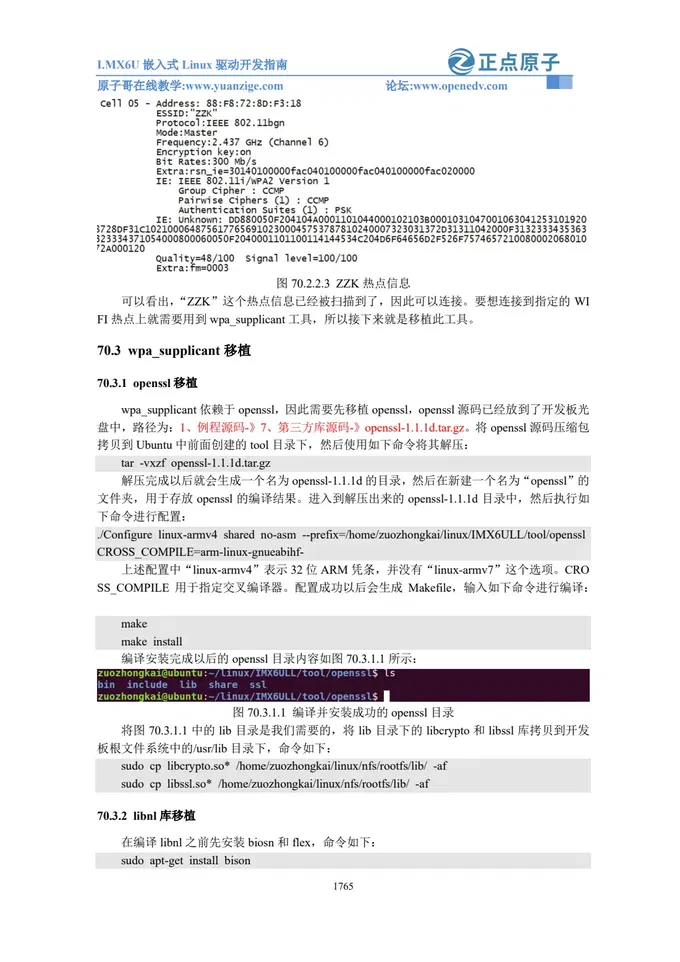 I.MX6U 嵌入式 Linux 驱动开发指南
正点原子
原子哥在线教学:www.yuanzige.com 论坛:www.openedv.com
Cell 05 - Address: 88:F8:72:8D:F3:18
ESSID:"ZZK"
Protocol:IEEE 802.11bgn
Mode:Master
Frequency:2.437 GHz (Channel 6)
Encryption key:on
Bit Rates:300 Mb/s
Extra:rsn_ie=30140100000fac040100000fac040100000fac020000
IE: IEEE 802.11i/WPA2 Version 1
Group Cipher : CCMP
Pairwise Ciphers (1) : CCMP
Authentication Suites (1) : PSK
Quality=48/100 Signal level=100/100
Extra:fm=0003
图 70.2.2.3 ZZK 热点信息
可以看出，“ZZK”这个热点信息已经被扫描到了，因此可以连接。要想连接到指定的 WI
FI 热点上就需要用到 wpa_supplicant 工具，所以接下来就是移植此工具。
70.3 wpa_supplicant 移植
70.3.1 openssl 移植
wpa_supplicant 依赖于 openssl，因此需要先移植 openssl，openssl 源码已经放到了开发板光
盘中，路径为：1、例程源码-》7、第三方库源码-》openssl-1.1.1d.tar.gz。将 openssl 源码压缩包
拷贝到 Ubuntu 中前面创建的 tool 目录下，然后使用如下命令将其解压：
tar -vxzf openssl-1.1.1d.tar.gz
解压完成以后就会生成一个名为 openssl-1.1.1d 的目录，然后在新建一个名为“openssl”的
文件夹，用于存放 openssl 的编译结果。进入到解压出来的 openssl-1.1.1d 目录中，然后执行如
下命令进行配置：
./Configure linux-armv4 shared no-asm --prefix=/home/zuozhongkai/linux/IMX6ULL/tool/openssl
CROSS_COMPILE=arm-linux-gnueabihf-
上述配置中“linux-armv4”表示 32 位 ARM 凭条，并没有“linux-armv7”这个选项。CRO
SS_COMPILE 用于指定交叉编译器。配置成功以后会生成 Makefile，输入如下命令进行编译：
make
make install
编译安装完成以后的 openssl 目录内容如图 70.3.1.1 所示：
zuozhongkai@ubuntu:~/linux/IMX6ULL/tool/openssl$ ls
bin include lib share ssl
zuozhongkai@ubuntu:~/linux/IMX6ULL/tool/openssl$
图 70.3.1.1 编译并安装成功的 openssl 目录
将图 70.3.1.1 中的 lib 目录是我们需要的，将 lib 目录下的 libcrypto 和 libssl 库拷贝到开发
板根文件系统中的/usr/lib 目录下，命令如下：
sudo cp libcrypto.so* /home/zuozhongkai/linux/nfs/rootfs/lib/ -af
sudo cp libssl.so* /home/zuozhongkai/linux/nfs/rootfs/lib/ -af
70.3.2 libnl 库移植
在编译 libnl 之前先安装 biosn 和 flex，命令如下：
sudo apt-get install bison
1765